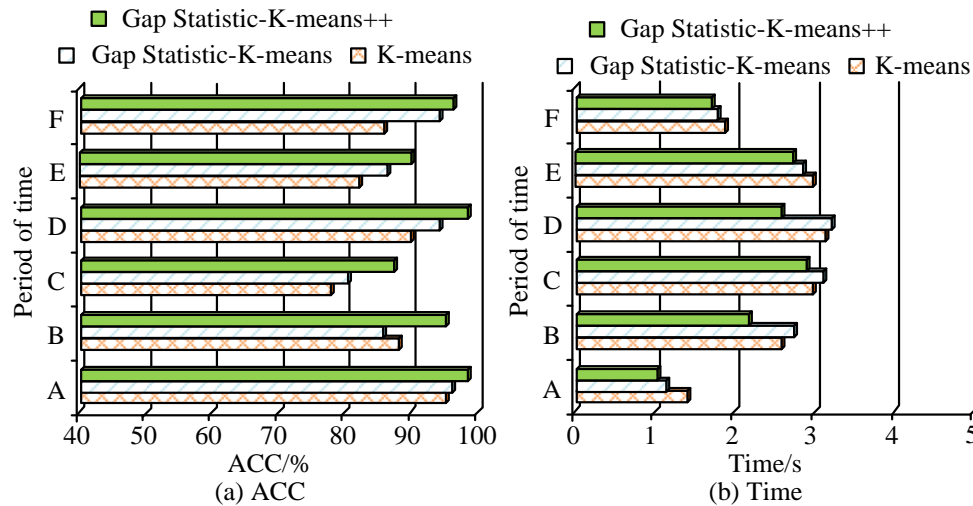 Gap Statistic-K-means++
Gap Statistic-K-means K-means
Period of time
F
E
D
C
B
A
40 50 60 70 80 90 100
ACC/%
(a) ACC
Gap Statistic-K-means++
Gap Statistic-K-means K-means
Period of time
F
E
D
C
B
A
0 1 2 3 4 5
Time/s
(b) Time